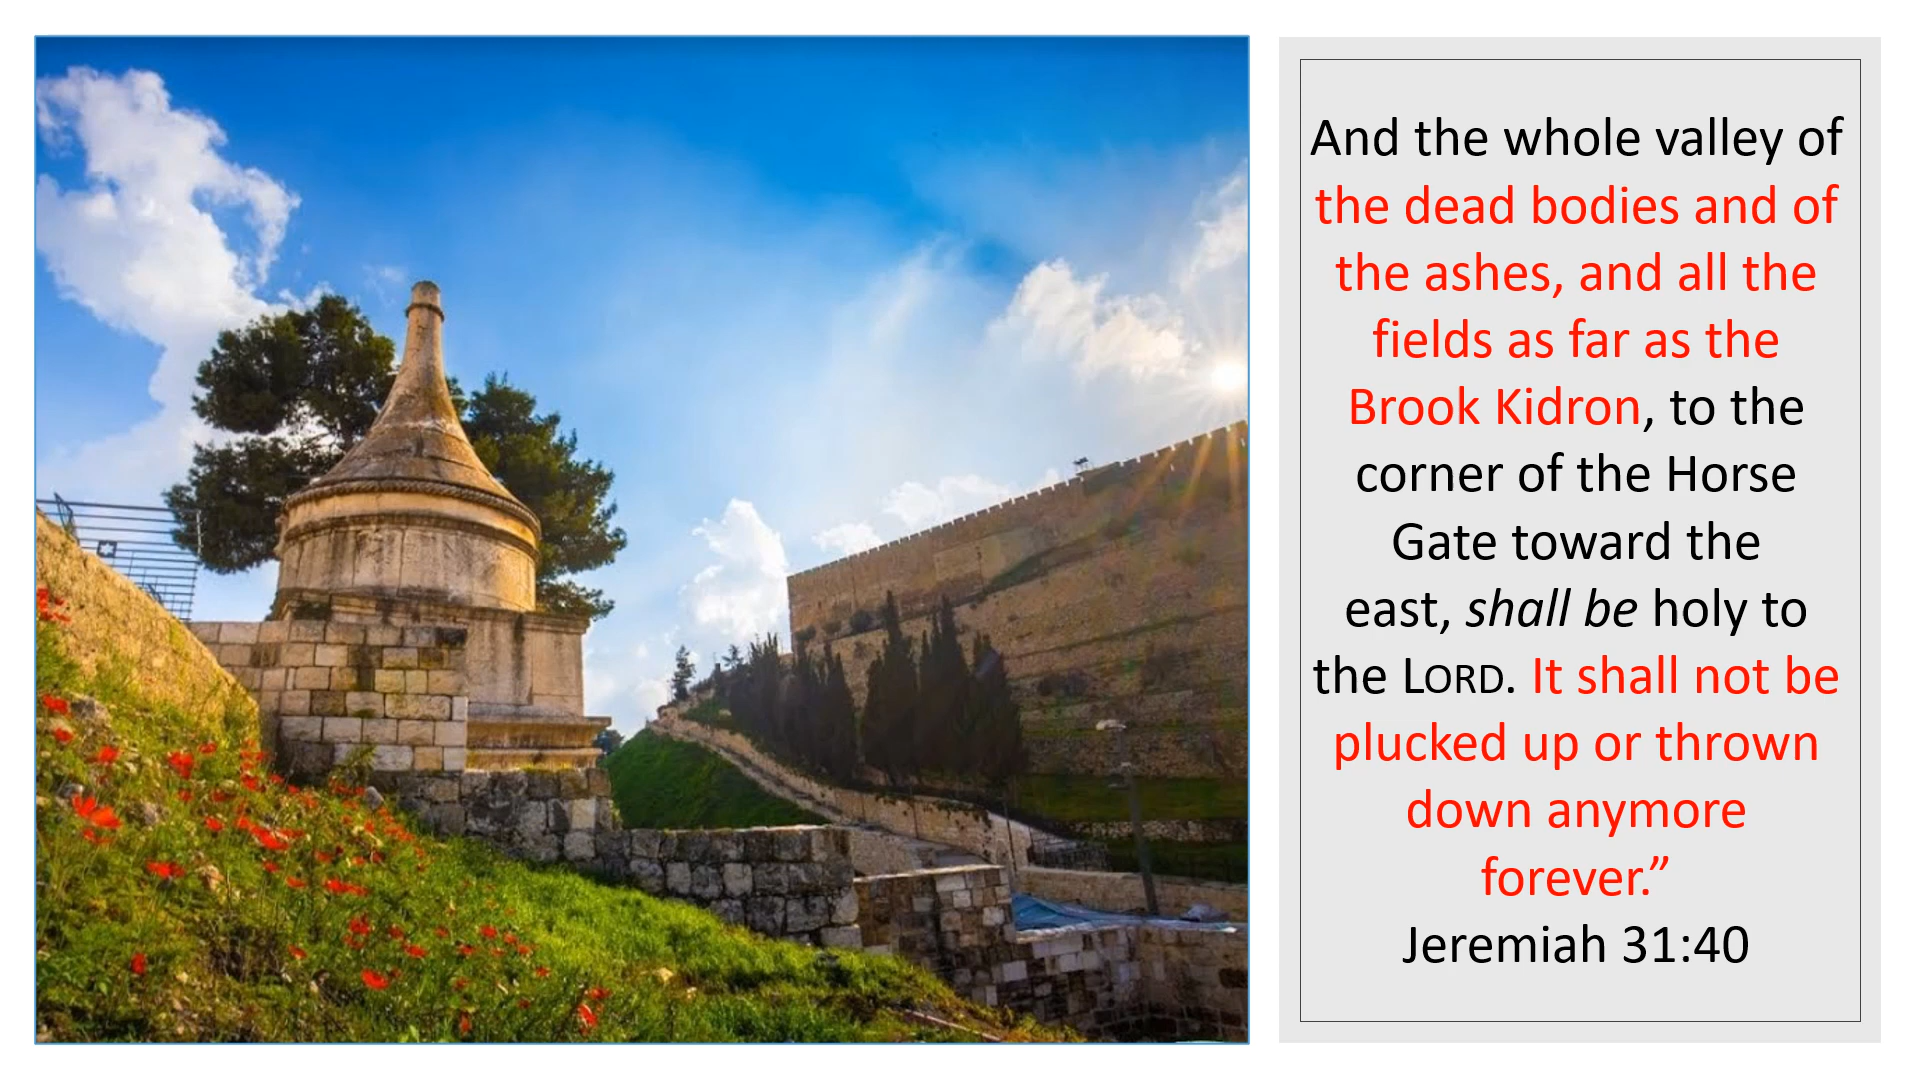 And the whole valley of
the dead bodies and of
the ashes, and all the
fields as far as the
Brook Kidron, to the
corner of the Horse
Gate toward the
east, shall be holy to
the LORD. It shall not be
plucked up or thrown
down anymore
forever.”
Jeremiah 31:40